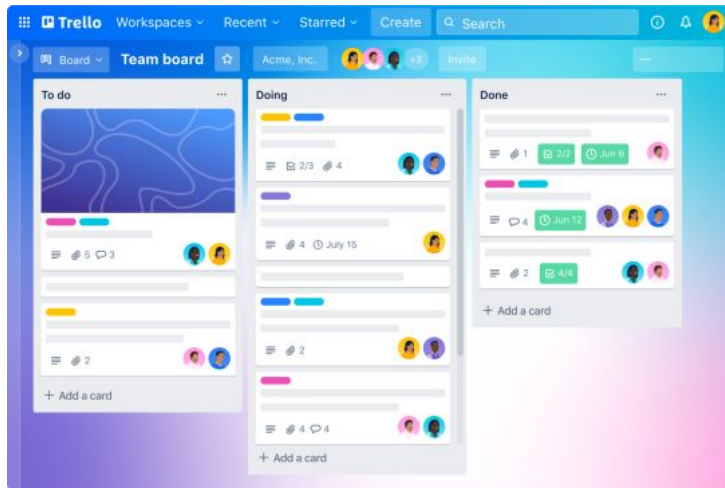 Trello Workspaces Recent Starred Create Search
Board Team board Acme, Inc. +3 Invite
To do
5 3
2
Add a card
Doing
2/3 4
4 July 15
2
4 4
Add a card
Done
1 2/2 Jun 6
4 Jun 12
2 4/4
Add a card